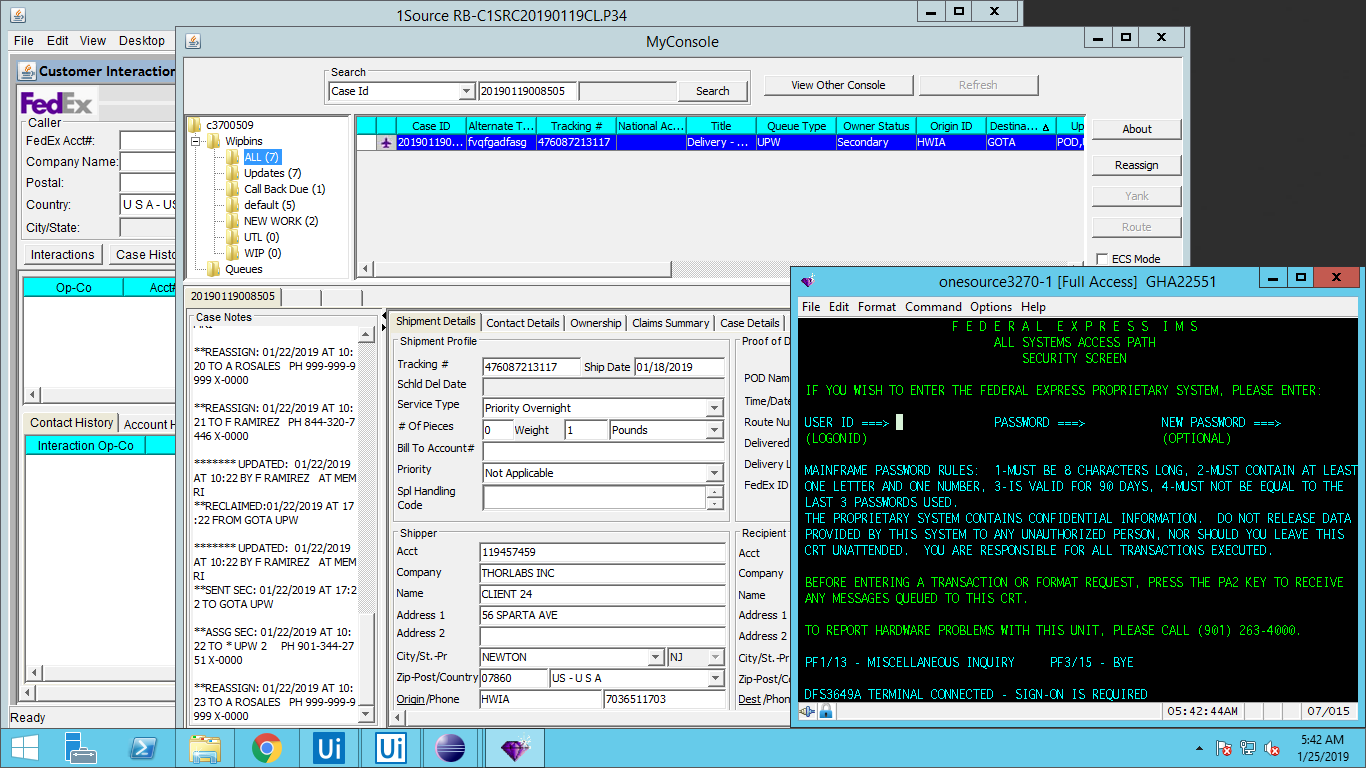 1Source RB-C1SRC20190119CL.P34
File Edit View Desktop
Customer Interaction
FedEx
Caller
FedEx Acct#:
Company Name:
Postal:
Country: U S A - US
City/State:
Interactions Case Histo
Op-Co Acct#
Contact History Account H
Interaction Op-Co
Ready
MyConsole
Search
Case Id 20190119008505 Search View Other Console Refresh
c3700509
Wipbins
ALL (7)
Updates (7)
Call Back Due (1)
default (5)
NEW WORK (2)
UTL (0)
WIP (0)
Queues
Case ID Alternate T... Tracking # National Ac... Title Queue Type Owner Status Origin ID Destina... Up
201901190... fvqfgadfasg 476087213117 Delivery - ... UPW Secondary HWIA GOTA POD,
About
Reassign
Yank
Route
ECS Mode
20190119008505
Case Notes
**REASSIGN: 01/22/2019 AT 10:
20 TO A ROSALES PH 999-999-9
999 X-0000
**REASSIGN: 01/22/2019 AT 10:
21 TO F RAMIREZ PH 844-320-7
446 X-0000
******* UPDATED: 01/22/2019
AT 10:22 BY F RAMIREZ AT MEM
RI
**RECLAIMED:01/22/2019 AT 17
:22 FROM GOTA UPW
******* UPDATED: 01/22/2019
AT 10:22 BY F RAMIREZ AT MEM
RI
**SENT SEC: 01/22/2019 AT 17:2
2 TO GOTA UPW
**ASSG SEC: 01/22/2019 AT 10:
22 TO * UPW 2 PH 901-344-27
51 X-0000
**REASSIGN: 01/22/2019 AT 10:
23 TO A ROSALES PH 999-999-9
999 X-0000
Shipment Details Contact Details Ownership Claims Summary Case Details
Shipment Profile
Tracking # 476087213117 Ship Date 01/18/2019
Schld Del Date
Service Type Priority Overnight
# Of Pieces 0 Weight 1 Pounds
Bill To Account#
Priority Not Applicable
Spl Handling
Code
Shipper
Acct 119457459
Company THORLABS INC
Name CLIENT 24
Address 1 56 SPARTA AVE
Address 2
City/St.-Pr NEWTON NJ
Zip-Post/Country 07860 US - U S A
Origin/Phone HWIA 7036511703
Proof of D
POD Nam
Time/Date
Route Nu
Delivered
Delivery L
FedEx ID
Recipient
Acct
Company
Name
Address 1
Address 2
City/St.-Pr
Zip-Post/C
Dest /Phone
onesource3270-1 [Full Access] GHA22551
File Edit Format Command Options Help
F E D E R A L E X P R E S S I M S
ALL SYSTEMS ACCESS PATH
SECURITY SCREEN
IF YOU WISH TO ENTER THE FEDERAL EXPRESS PROPRIETARY SYSTEM, PLEASE ENTER:
USER ID ===> PASSWORD ===> NEW PASSWORD ===>
(LOGONID) (OPTIONAL)
MAINFRAME PASSWORD RULES: 1-MUST BE 8 CHARACTERS LONG, 2-MUST CONTAIN AT LEAST
ONE LETTER AND ONE NUMBER, 3-IS VALID FOR 90 DAYS, 4-MUST NOT BE EQUAL TO THE
LAST 3 PASSWORDS USED.
THE PROPRIETARY SYSTEM CONTAINS CONFIDENTIAL INFORMATION. DO NOT RELEASE DATA
PROVIDED BY THIS SYSTEM TO ANY UNAUTHORIZED PERSON, NOR SHOULD YOU LEAVE THIS
CRT UNATTENDED. YOU ARE RESPONSIBLE FOR ALL TRANSACTIONS EXECUTED.
BEFORE ENTERING A TRANSACTION OR FORMAT REQUEST, PRESS THE PA2 KEY TO RECEIVE
ANY MESSAGES QUEUED TO THIS CRT.
TO REPORT HARDWARE PROBLEMS WITH THIS UNIT, PLEASE CALL (901) 263-4000.
PF1/13 - MISCELLANEOUS INQUIRY PF3/15 - BYE
DFS3649A TERMINAL CONNECTED - SIGN-ON IS REQUIRED
05:42:44AM 07/015
Ui Ui
5:42 AM
1/25/2019